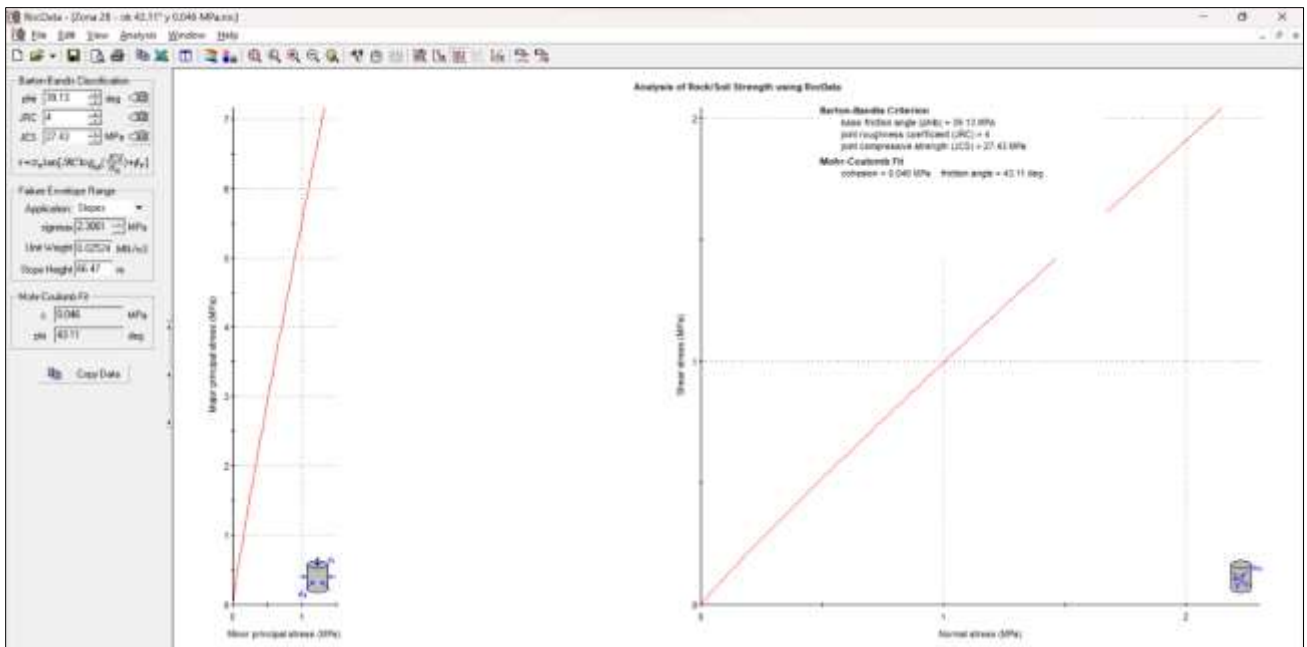 RocData - [Zona 28 - ok 43.11° y 0.046 MPa.roc]
File Edit View Analysis Window Help
Barton-Bandis Classification
phi 39.13 deg
JRC 4
JCS 27.43 MPa
Failure Envelope Range
Application: Slopes
sigmax 2.3001 MPa
Unit Weight 0.02524 MN/m3
Slope Height 66.47 m
Mohr-Coulomb Fit
c 0.046 MPa
phi 43.11 deg
Copy Data
Analysis of Rock/Soil Strength using RocData
Barton-Bandis Criterion
base friction angle (phib) = 39.13 MPa
joint roughness coefficient (JRC) = 4
joint compressive strength (JCS) = 27.43 MPa
Mohr-Coulomb Fit
cohesion = 0.046 MPa friction angle = 43.11 deg
Major principal stress (MPa)
7
6
5
4
3
2
1
0
0 1
Minor principal stress (MPa)
Shear stress (MPa)
2
1
0
0 1 2
Normal stress (MPa)